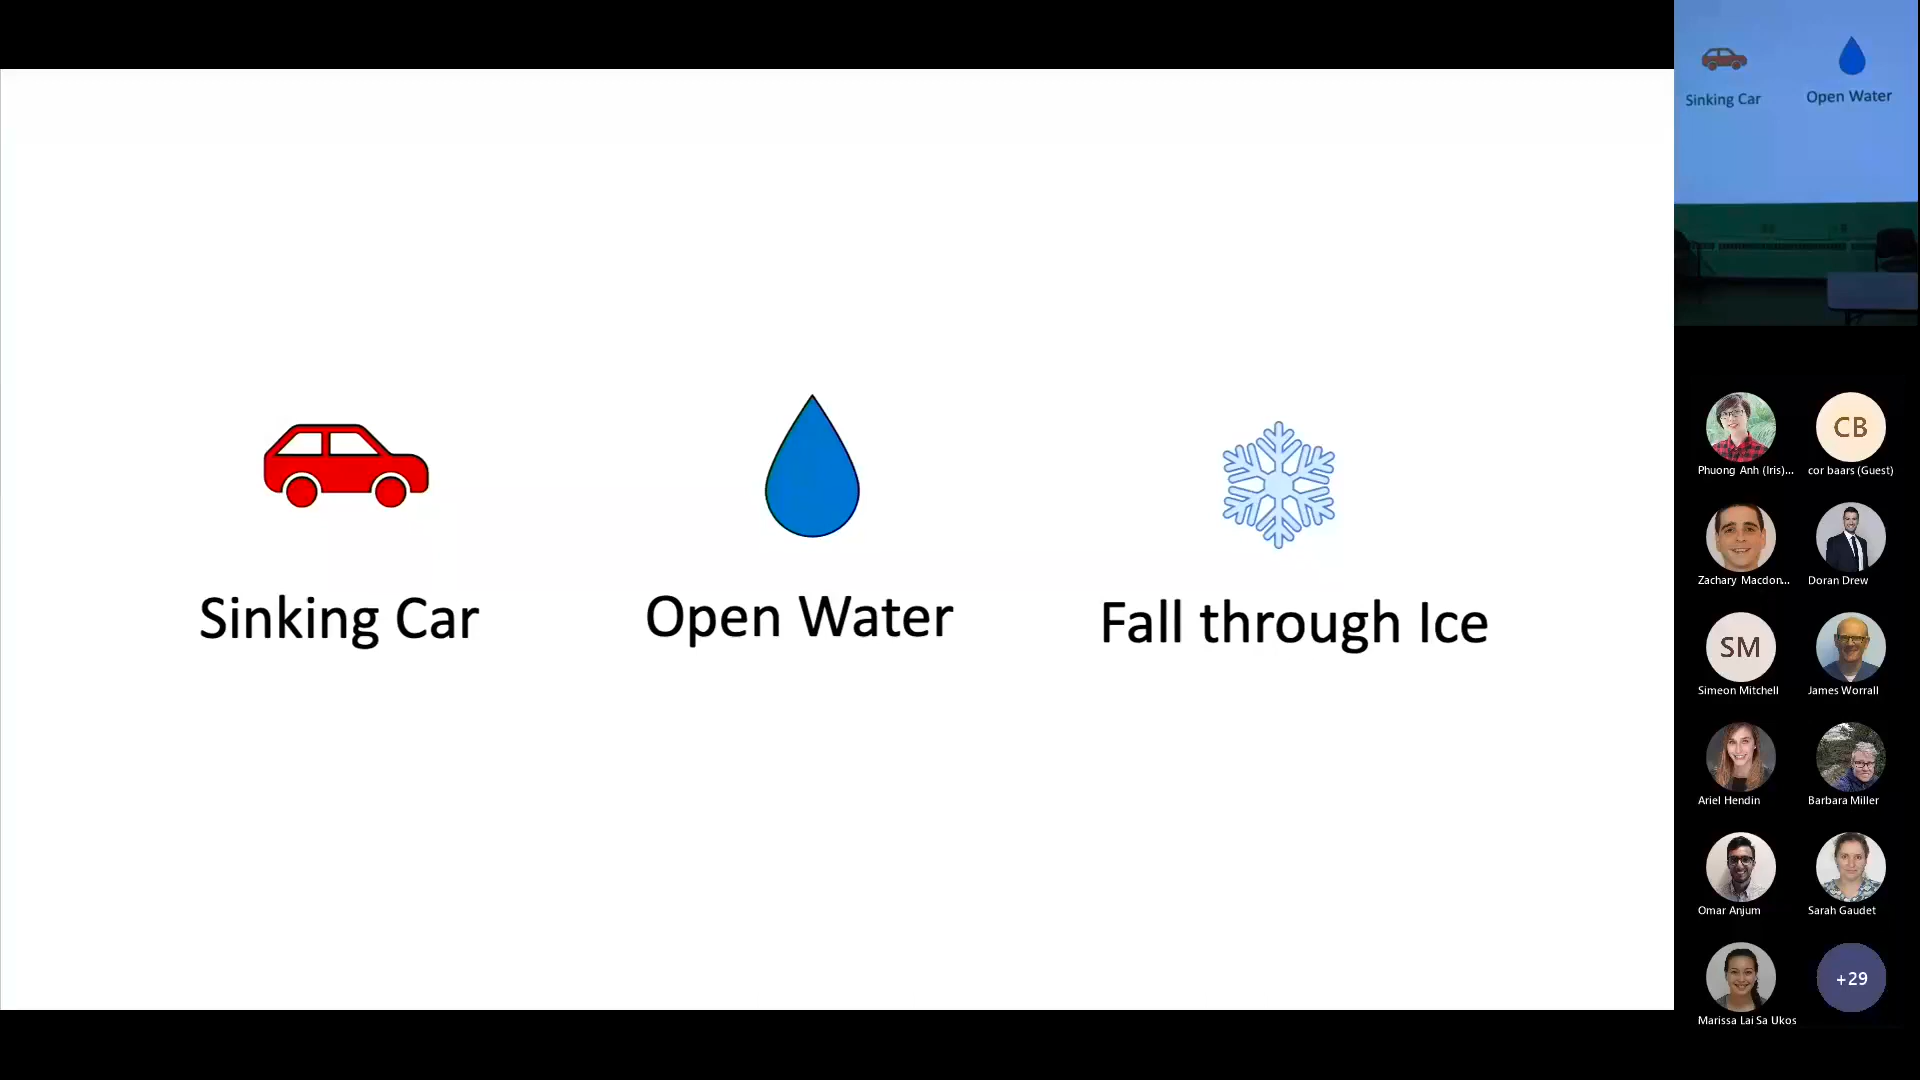 Sinking Car
Open Water
Fall through Ice
Sinking Car
Open Water
Phuong Anh (Iris)...
CB
cor baars (Guest)
Zachary Macdon...
Doran Drew
SM
Simeon Mitchell
James Worrall
Ariel Hendin
Barbara Miller
Omar Anjum
Sarah Gaudet
Marissa Lai Sa Ukos
+29